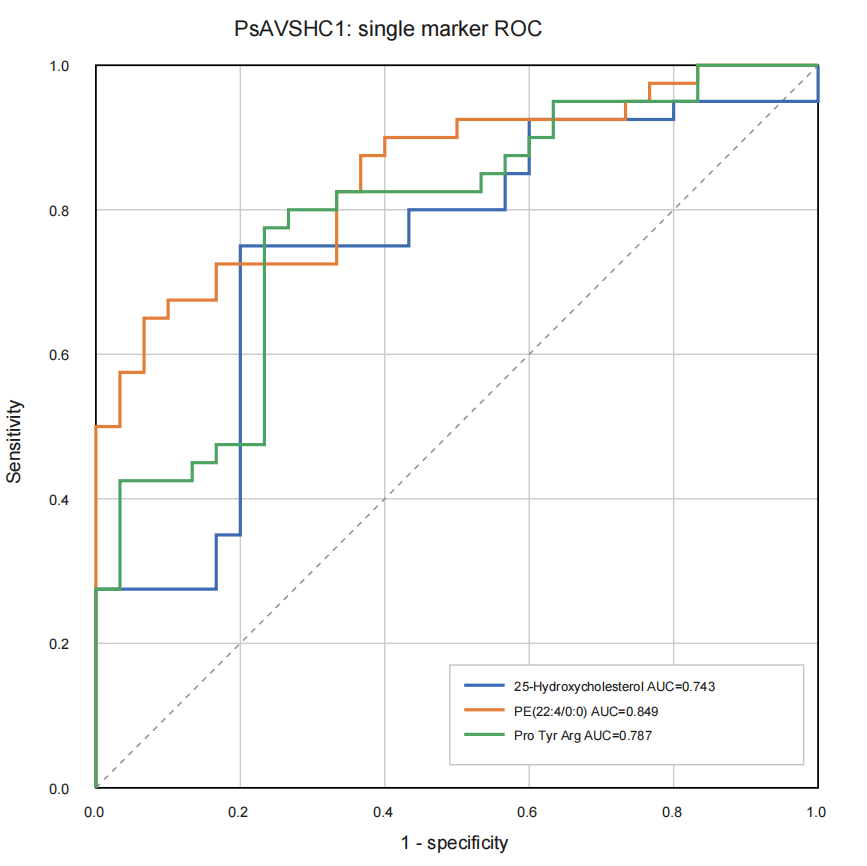 PsAVSHC1: single marker ROC
1.0
0.8
0.6
0.4
0.2
0.0
Sensitivity
25-Hydroxycholesterol AUC=0.743
PE(22:4/0:0) AUC=0.849
Pro Tyr Arg AUC=0.787
0.0 0.2 0.4 0.6 0.8 1.0
1 - specificity